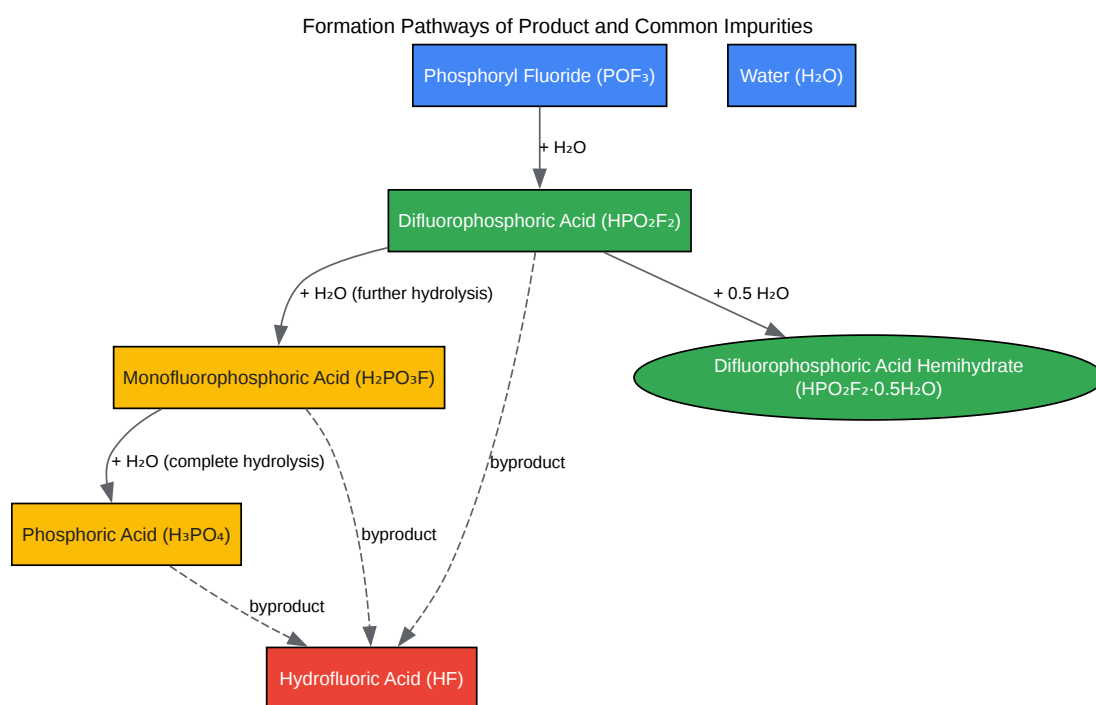 Formation Pathways of Product and Common Impurities
Phosphoryl Fluoride (POF₃)
Water (H₂O)
+ H₂O
Difluorophosphoric Acid (HPO₂F₂)
+ H₂O (further hydrolysis)
+ 0.5 H₂O
Monofluorophosphoric Acid (H₂PO₃F)
Difluorophosphoric Acid Hemihydrate
(HPO₂F₂·0.5H₂O)
+ H₂O (complete hydrolysis)
byproduct
Phosphoric Acid (H₃PO₄)
byproduct
byproduct
Hydrofluoric Acid (HF)